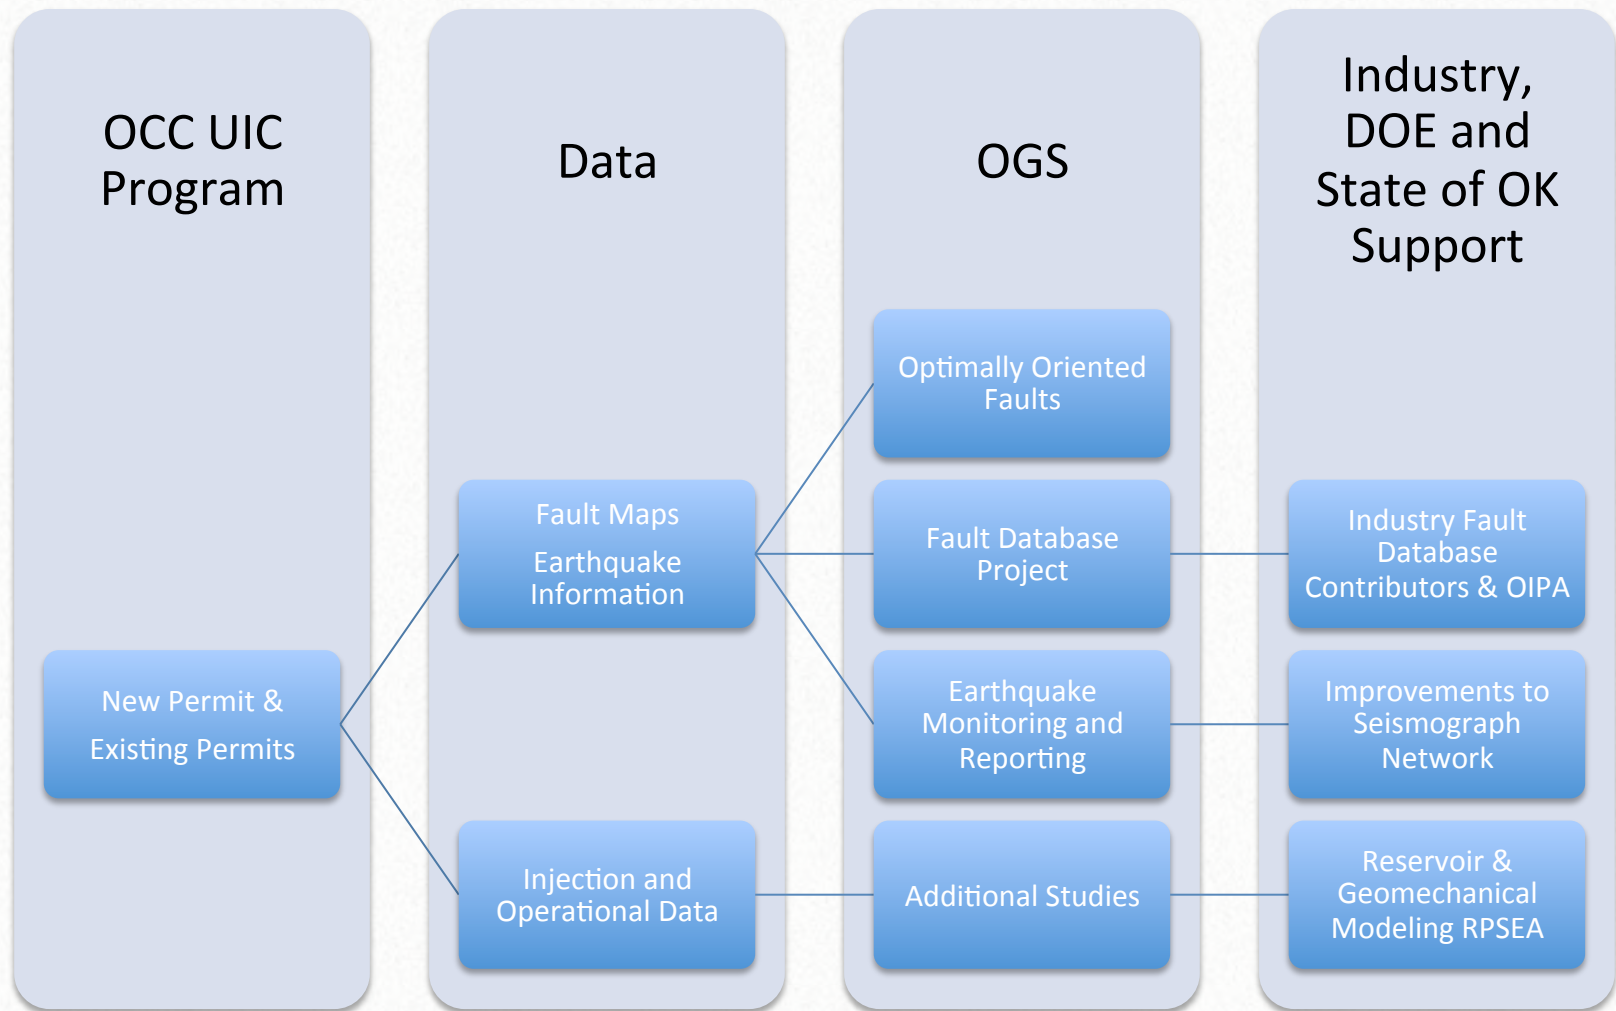 OCC UIC
Program
Data
OGS
Industry,
DOE and
State of OK
Support
New Permit &
Existing Permits
Fault Maps
Earthquake
Information
Injection and
Operational Data
Optimally Oriented
Faults
Fault Database
Project
Earthquake
Monitoring and
Reporting
Additional Studies
Industry Fault
Database
Contributors & OIPA
Improvements to
Seismograph
Network
Reservoir &
Geomechanical
Modeling RPSEA